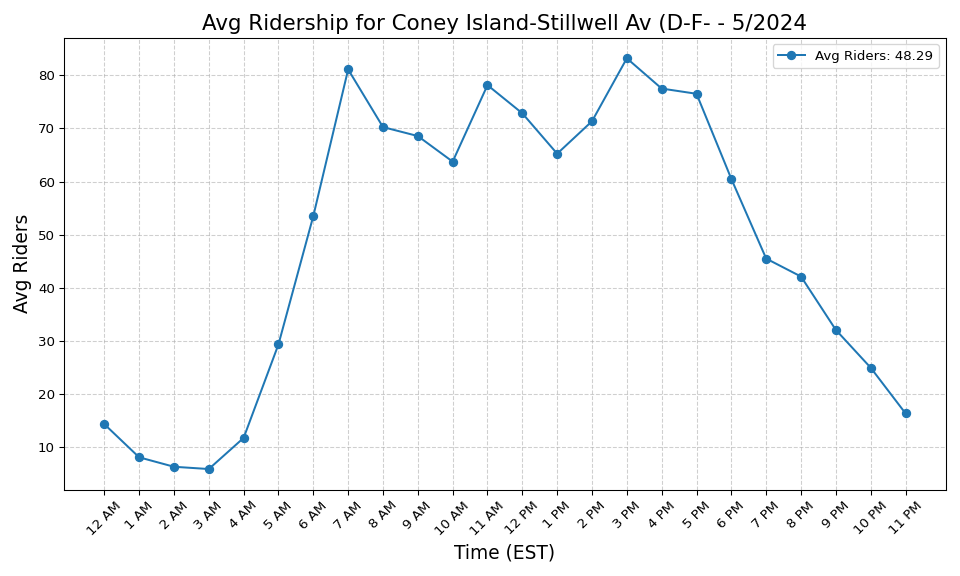 Avg Ridership for Coney Island-Stillwell Av (D-F- - 5/2024
Avg Riders: 48.29
Avg Riders
80
70
60
50
40
30
20
10
12 AM
1 AM
2 AM
3 AM
4 AM
5 AM
6 AM
7 AM
8 AM
9 AM
10 AM
11 AM
12 PM
1 PM
2 PM
3 PM
4 PM
5 PM
6 PM
7 PM
8 PM
9 PM
10 PM
11 PM
Time (EST)